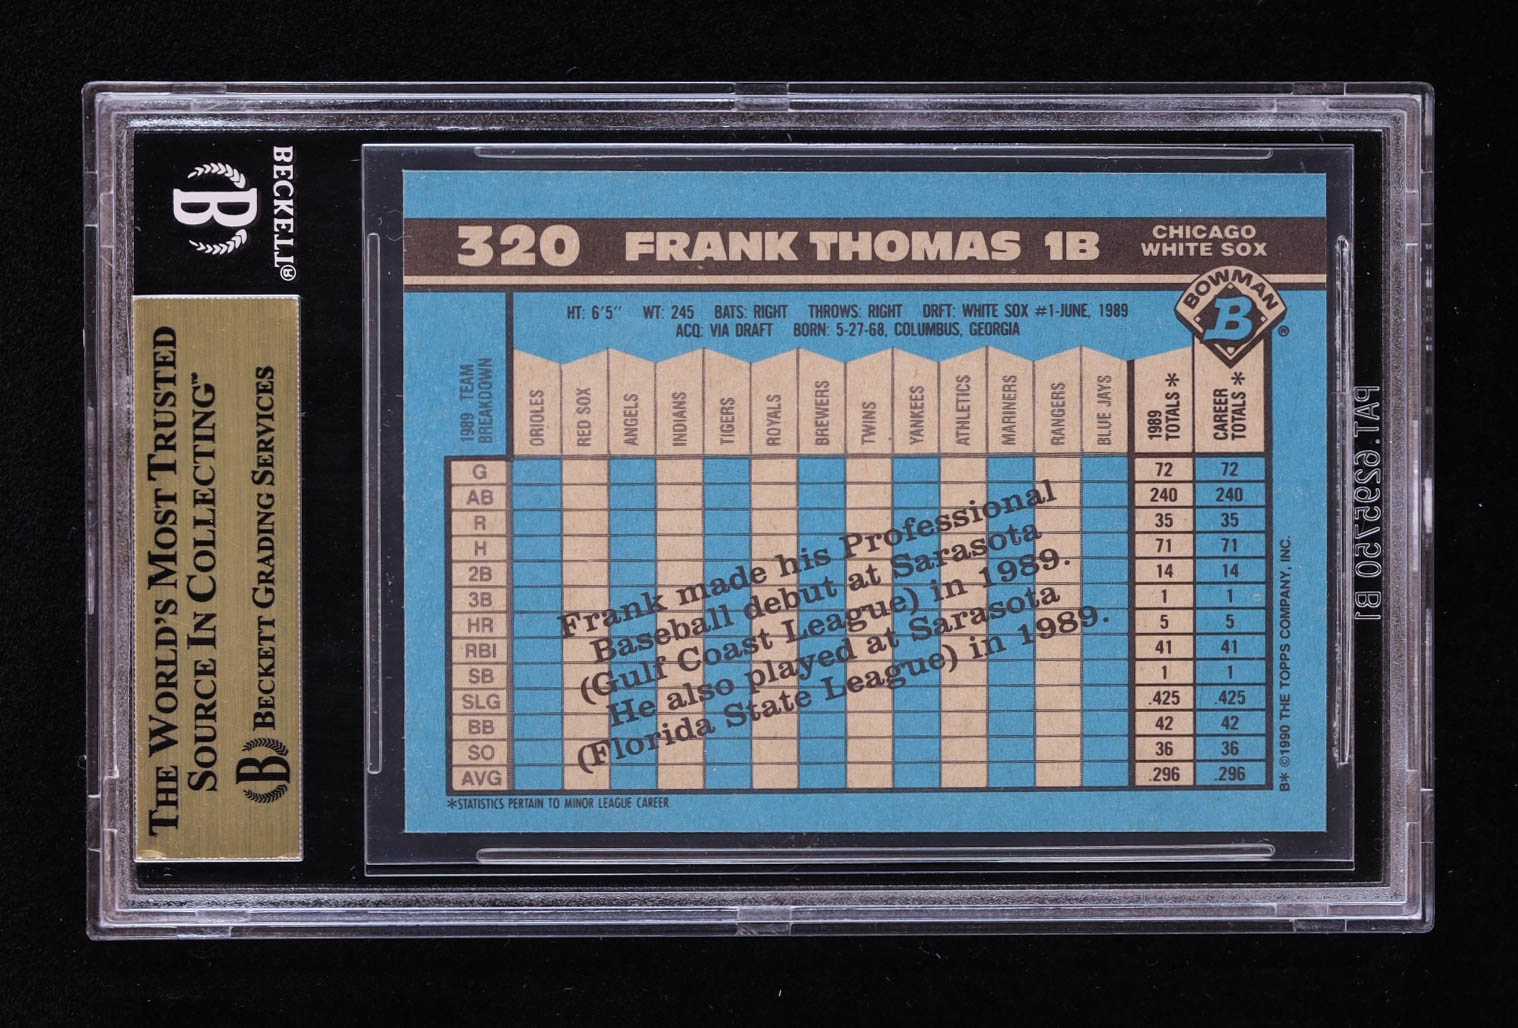 BECKETT®
B
THE WORLD'S MOST TRUSTED
SOURCE IN COLLECTING™
B BECKETT GRADING SERVICES
320 FRANK THOMAS 1B
CHICAGO
WHITE SOX
BOWMAN
B
®
HT: 6'5" WT: 245 BATS: RIGHT THROWS: RIGHT DRFT: WHITE SOX #1-JUNE, 1989
ACQ: VIA DRAFT BORN: 5-27-68, COLUMBUS, GEORGIA
1989 TEAM
BREAKDOWN
ORIOLES
RED SOX
ANGELS
INDIANS
TIGERS
ROYALS
BREWERS
TWINS
YANKEES
ATHLETICS
MARINERS
RANGERS
BLUE JAYS
1989
TOTALS *
CAREER
TOTALS *
G 72 72
AB 240 240
R 35 35
H 71 71
2B 14 14
3B 1 1
HR 5 5
RBI 41 41
SB 1 1
SLG .425 .425
BB 42 42
SO 36 36
AVG .296 .296
Frank made his Professional
Baseball debut at Sarasota
(Gulf Coast League) in 1989.
He also played at Sarasota
(Florida State League) in 1989.
*STATISTICS PERTAIN TO MINOR LEAGUE CAREER
B* ©1990 THE TOPPS COMPANY, INC.
PAT. 6295750 B1